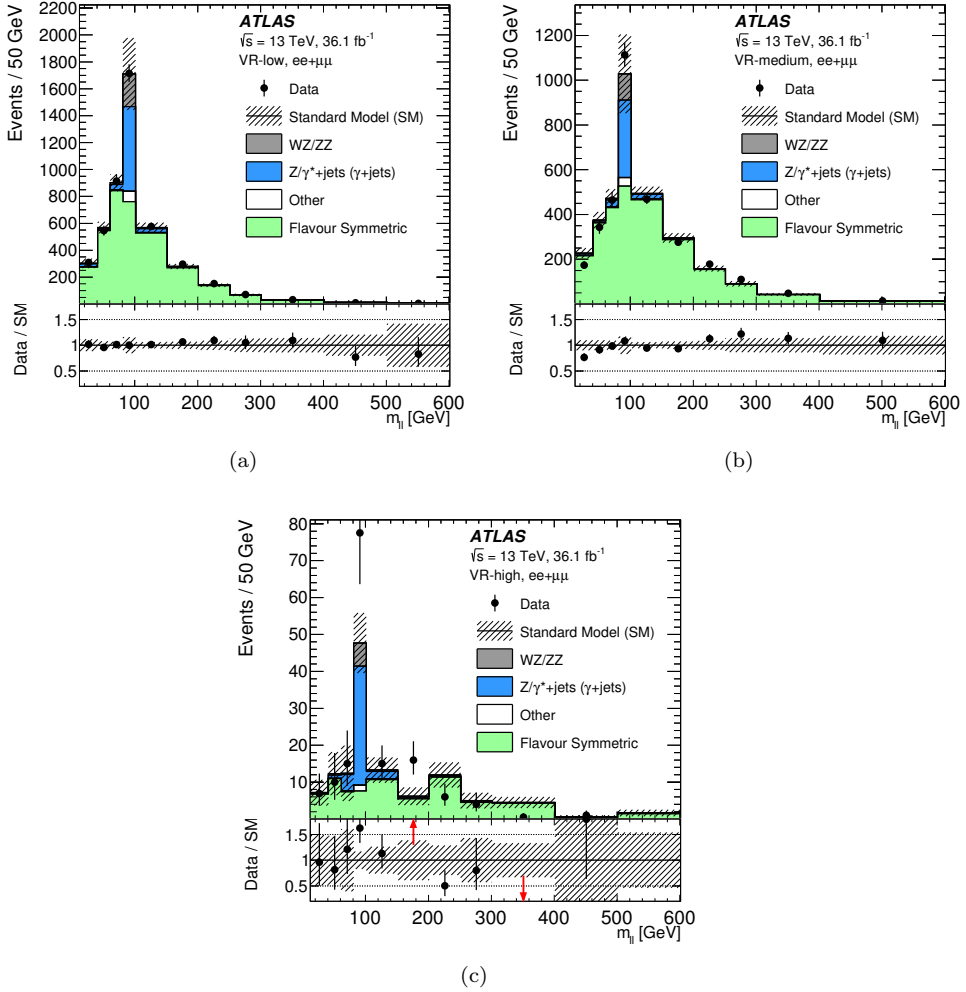 Events / 50 GeV
2200
2000
1800
1600
1400
1200
1000
800
600
400
200
ATLAS
√s = 13 TeV, 36.1 fb⁻¹
VR-low, ee+μμ
Data
Standard Model (SM)
WZ/ZZ
Z/γ*+jets (γ+jets)
Other
Flavour Symmetric
Data / SM
1.5
1
0.5
100 200 300 400 500 600
m_ll [GeV]
(a)
Events / 50 GeV
1200
1000
800
600
400
200
ATLAS
√s = 13 TeV, 36.1 fb⁻¹
VR-medium, ee+μμ
Data
Standard Model (SM)
WZ/ZZ
Z/γ*+jets (γ+jets)
Other
Flavour Symmetric
Data / SM
1.5
1
0.5
100 200 300 400 500 600
m_ll [GeV]
(b)
Events / 50 GeV
80
70
60
50
40
30
20
10
ATLAS
√s = 13 TeV, 36.1 fb⁻¹
VR-high, ee+μμ
Data
Standard Model (SM)
WZ/ZZ
Z/γ*+jets (γ+jets)
Other
Flavour Symmetric
Data / SM
1.5
1
0.5
100 200 300 400 500 600
m_ll [GeV]
(c)